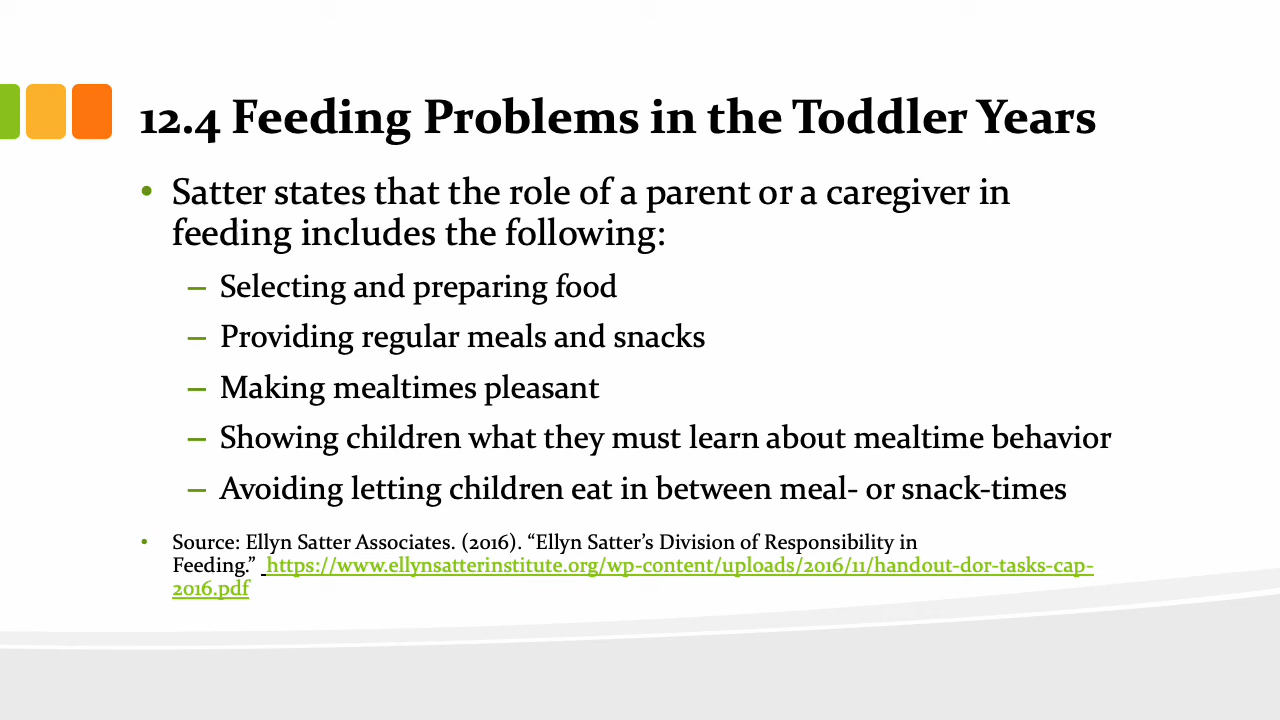 12.4 Feeding Problems in the Toddler Years
• Satter states that the role of a parent or a caregiver in
feeding includes the following:
– Selecting and preparing food
– Providing regular meals and snacks
– Making mealtimes pleasant
– Showing children what they must learn about mealtime behavior
– Avoiding letting children eat in between meal- or snack-times
• Source: Ellyn Satter Associates. (2016). “Ellyn Satter’s Division of Responsibility in
Feeding.” https://www.ellynsatterinstitute.org/wp-content/uploads/2016/11/handout-dor-tasks-cap-
2016.pdf